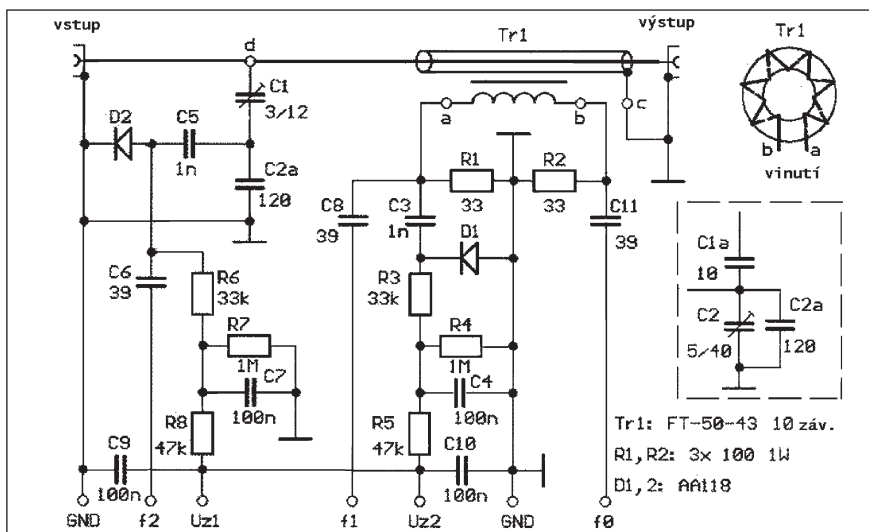 vstup
výstup
Tr1
Tr1
d
C1
3/12
D2
C5
1n
C2a
120
a
b
c
b
a
vinutí
R1
33
R2
33
C8
39
C3
1n
C11
39
D1
C6
39
R6
33k
R3
33k
R7
1M
C7
100n
R4
1M
C4
100n
R8
47k
R5
47k
C9
100n
C10
100n
C1a
10
C2
5/40
C2a
120
Tr1: FT-50-43 10 záv.
R1,R2: 3x 100 1W
D1,2: AA118
GND
f2
Uz1
f1
Uz2
GND
f0